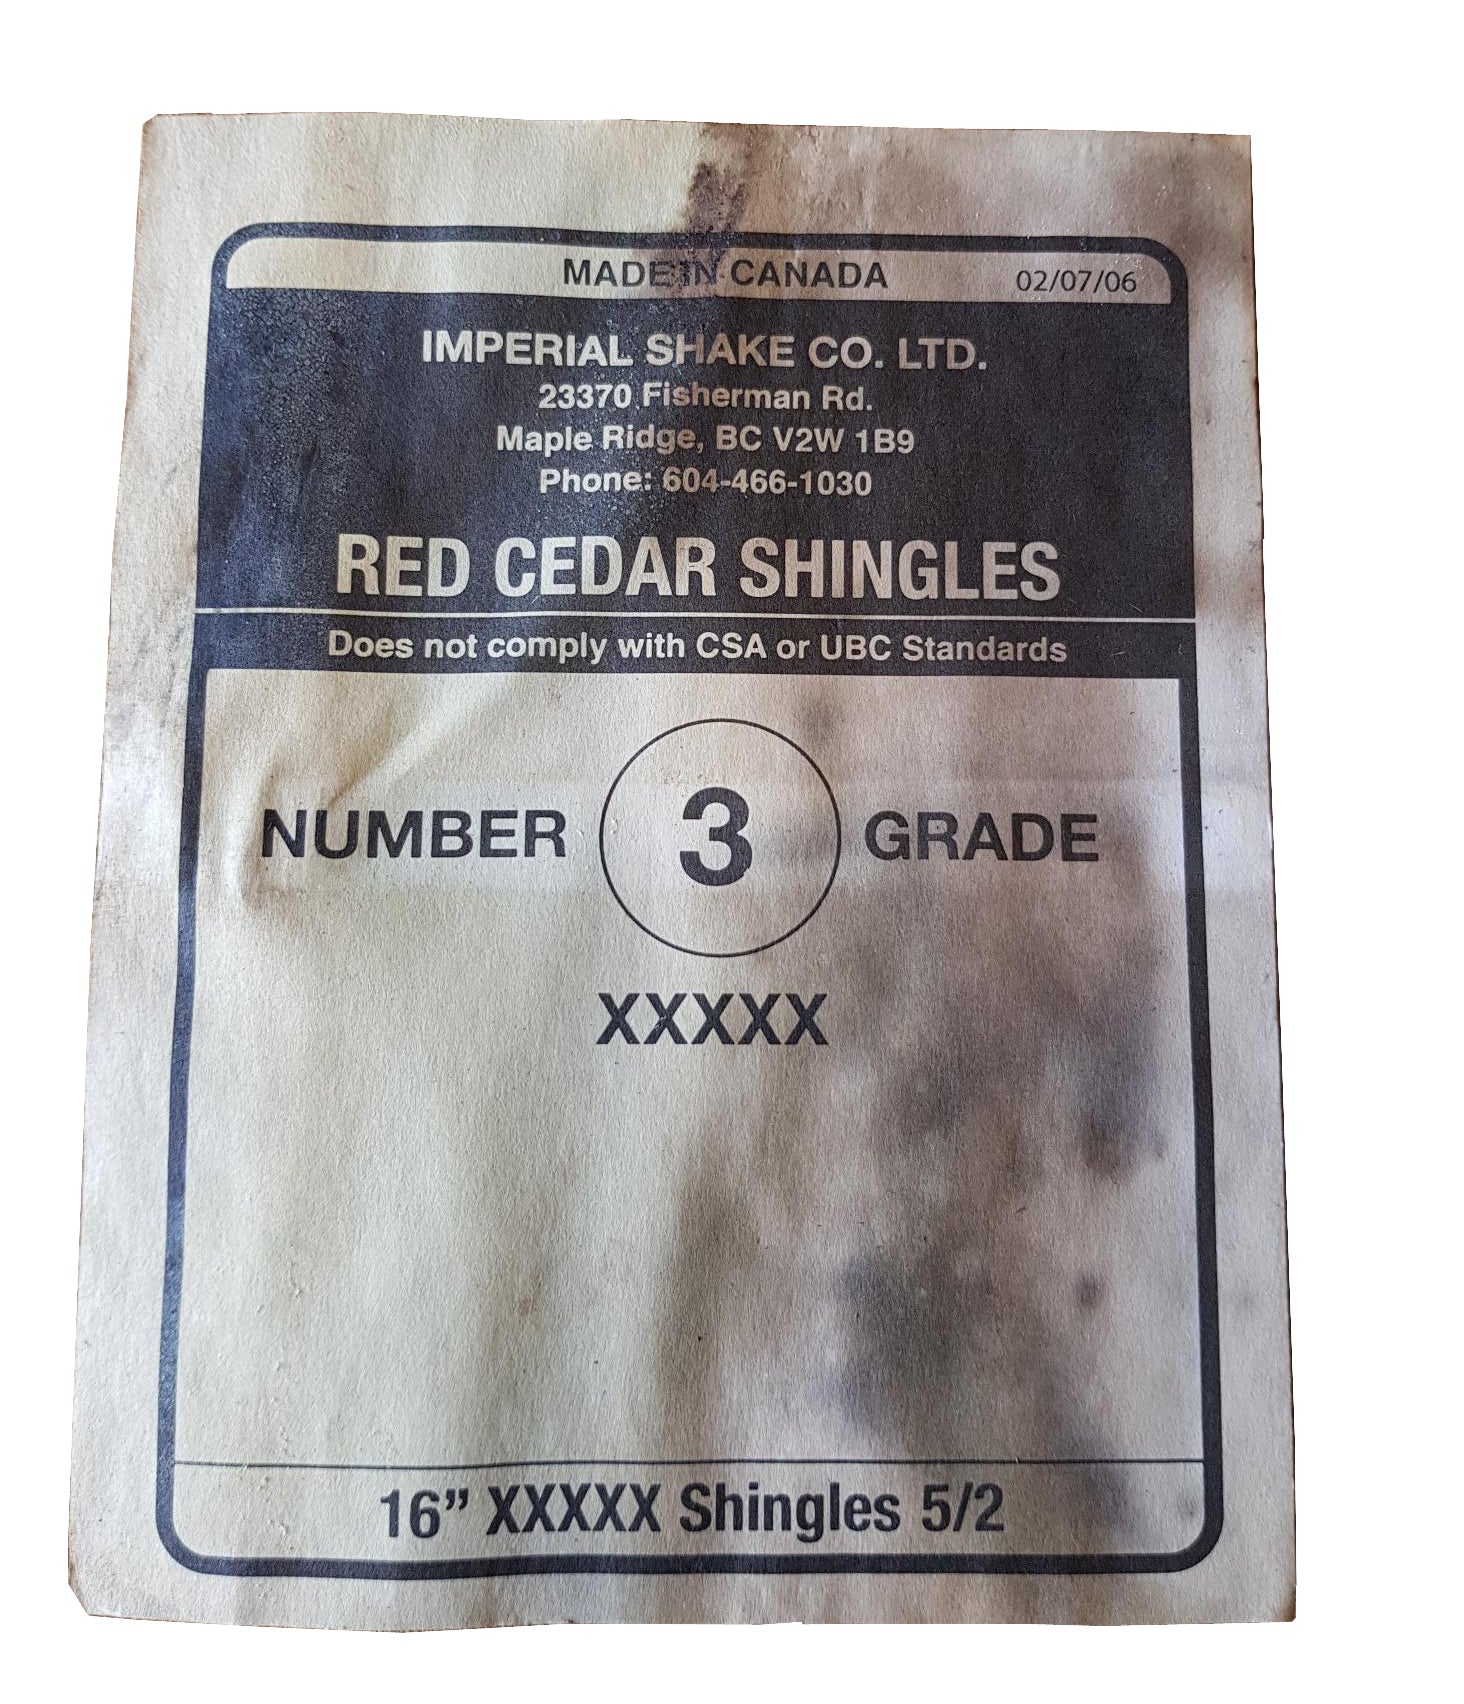 MADE IN CANADA 02/07/06
IMPERIAL SHAKE CO. LTD.
23370 Fisherman Rd.
Maple Ridge, BC V2W 1B9
Phone: 604-466-1030
RED CEDAR SHINGLES
Does not comply with CSA or UBC Standards
NUMBER 3 GRADE
XXXXX
16” XXXXX Shingles 5/2